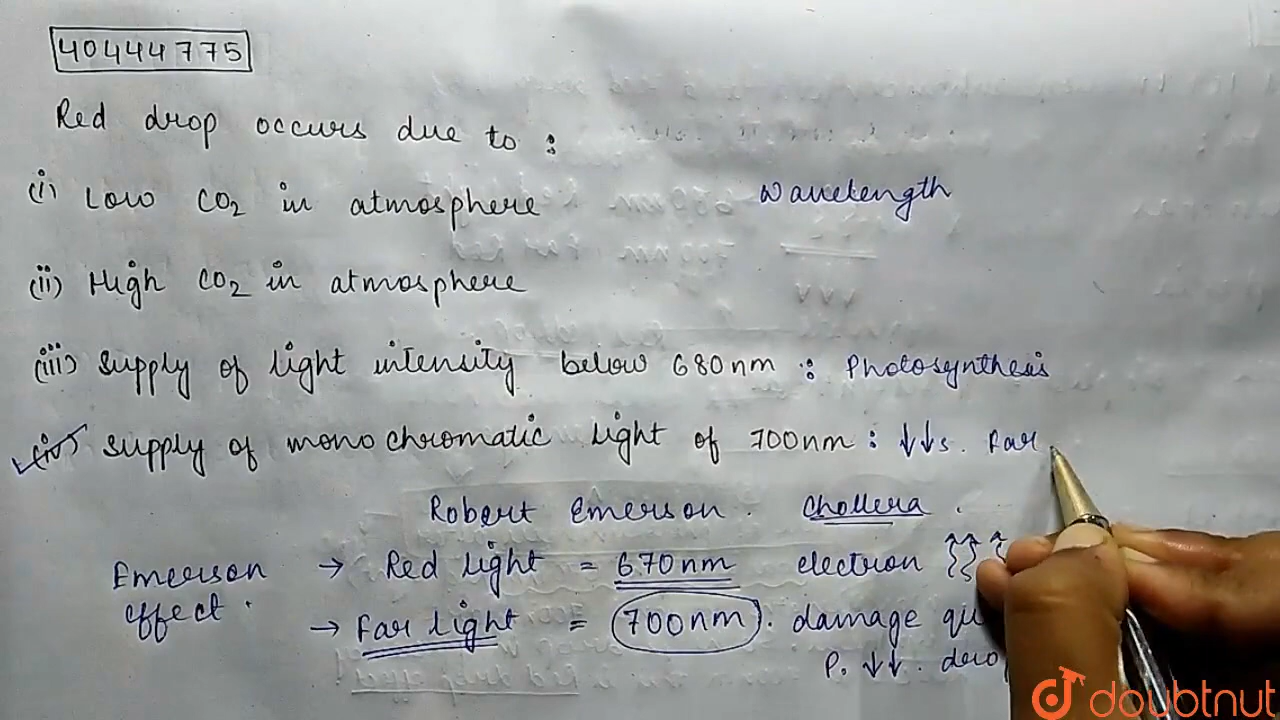 40444775
Red drop occurs due to :
(i) Low CO2 in atmosphere
Wavelength
(ii) High CO2 in atmosphere
(iii) Supply of light intensity below 680nm : Photosynthesis
(iv) Supply of monochromatic light of 700nm : ↓↓s. Far
Robert Emerson. Chollera.
Emerson effect.
→ Red light = 670nm electron
→ Far light = 700nm. damage
P. ↓↓.
doubtnut